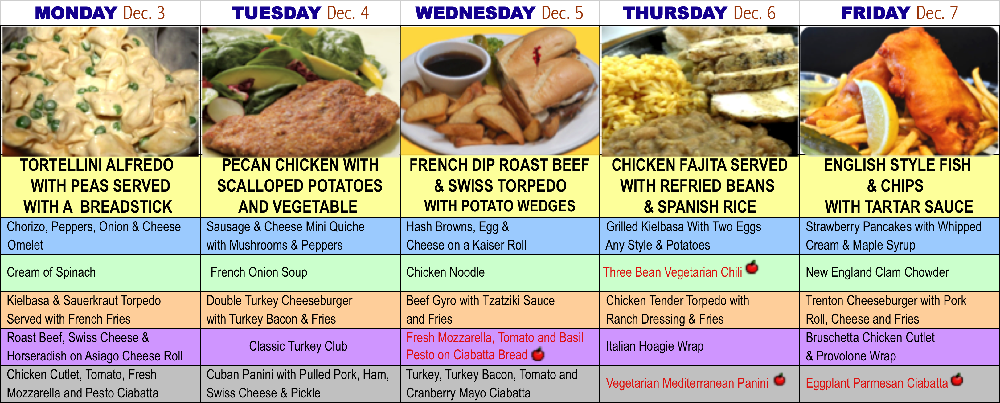 MONDAY Dec. 3
TUESDAY Dec. 4
WEDNESDAY Dec. 5
THURSDAY Dec. 6
FRIDAY Dec. 7
TORTELLINI ALFREDO
WITH PEAS SERVED
WITH A BREADSTICK
PECAN CHICKEN WITH
SCALLOPED POTATOES
AND VEGETABLE
FRENCH DIP ROAST BEEF
& SWISS TORPEDO
WITH POTATO WEDGES
CHICKEN FAJITA SERVED
WITH REFRIED BEANS
& SPANISH RICE
ENGLISH STYLE FISH
& CHIPS
WITH TARTAR SAUCE
Chorizo, Peppers, Onion & Cheese
Omelet
Sausage & Cheese Mini Quiche
with Mushrooms & Peppers
Hash Browns, Egg &
Cheese on a Kaiser Roll
Grilled Kielbasa With Two Eggs
Any Style & Potatoes
Strawberry Pancakes with Whipped
Cream & Maple Syrup
Cream of Spinach
French Onion Soup
Chicken Noodle
Three Bean Vegetarian Chili
New England Clam Chowder
Kielbasa & Sauerkraut Torpedo
Served with French Fries
Double Turkey Cheeseburger
with Turkey Bacon & Fries
Beef Gyro with Tzatziki Sauce
and Fries
Chicken Tender Torpedo with
Ranch Dressing & Fries
Trenton Cheeseburger with Pork
Roll, Cheese and Fries
Roast Beef, Swiss Cheese &
Horseradish on Asiago Cheese Roll
Classic Turkey Club
Fresh Mozzarella, Tomato and Basil
Pesto on Ciabatta Bread
Italian Hoagie Wrap
Bruschetta Chicken Cutlet
& Provolone Wrap
Chicken Cutlet, Tomato, Fresh
Mozzarella and Pesto Ciabatta
Cuban Panini with Pulled Pork, Ham,
Swiss Cheese & Pickle
Turkey, Turkey Bacon, Tomato and
Cranberry Mayo Ciabatta
Vegetarian Mediterranean Panini
Eggplant Parmesan Ciabatta